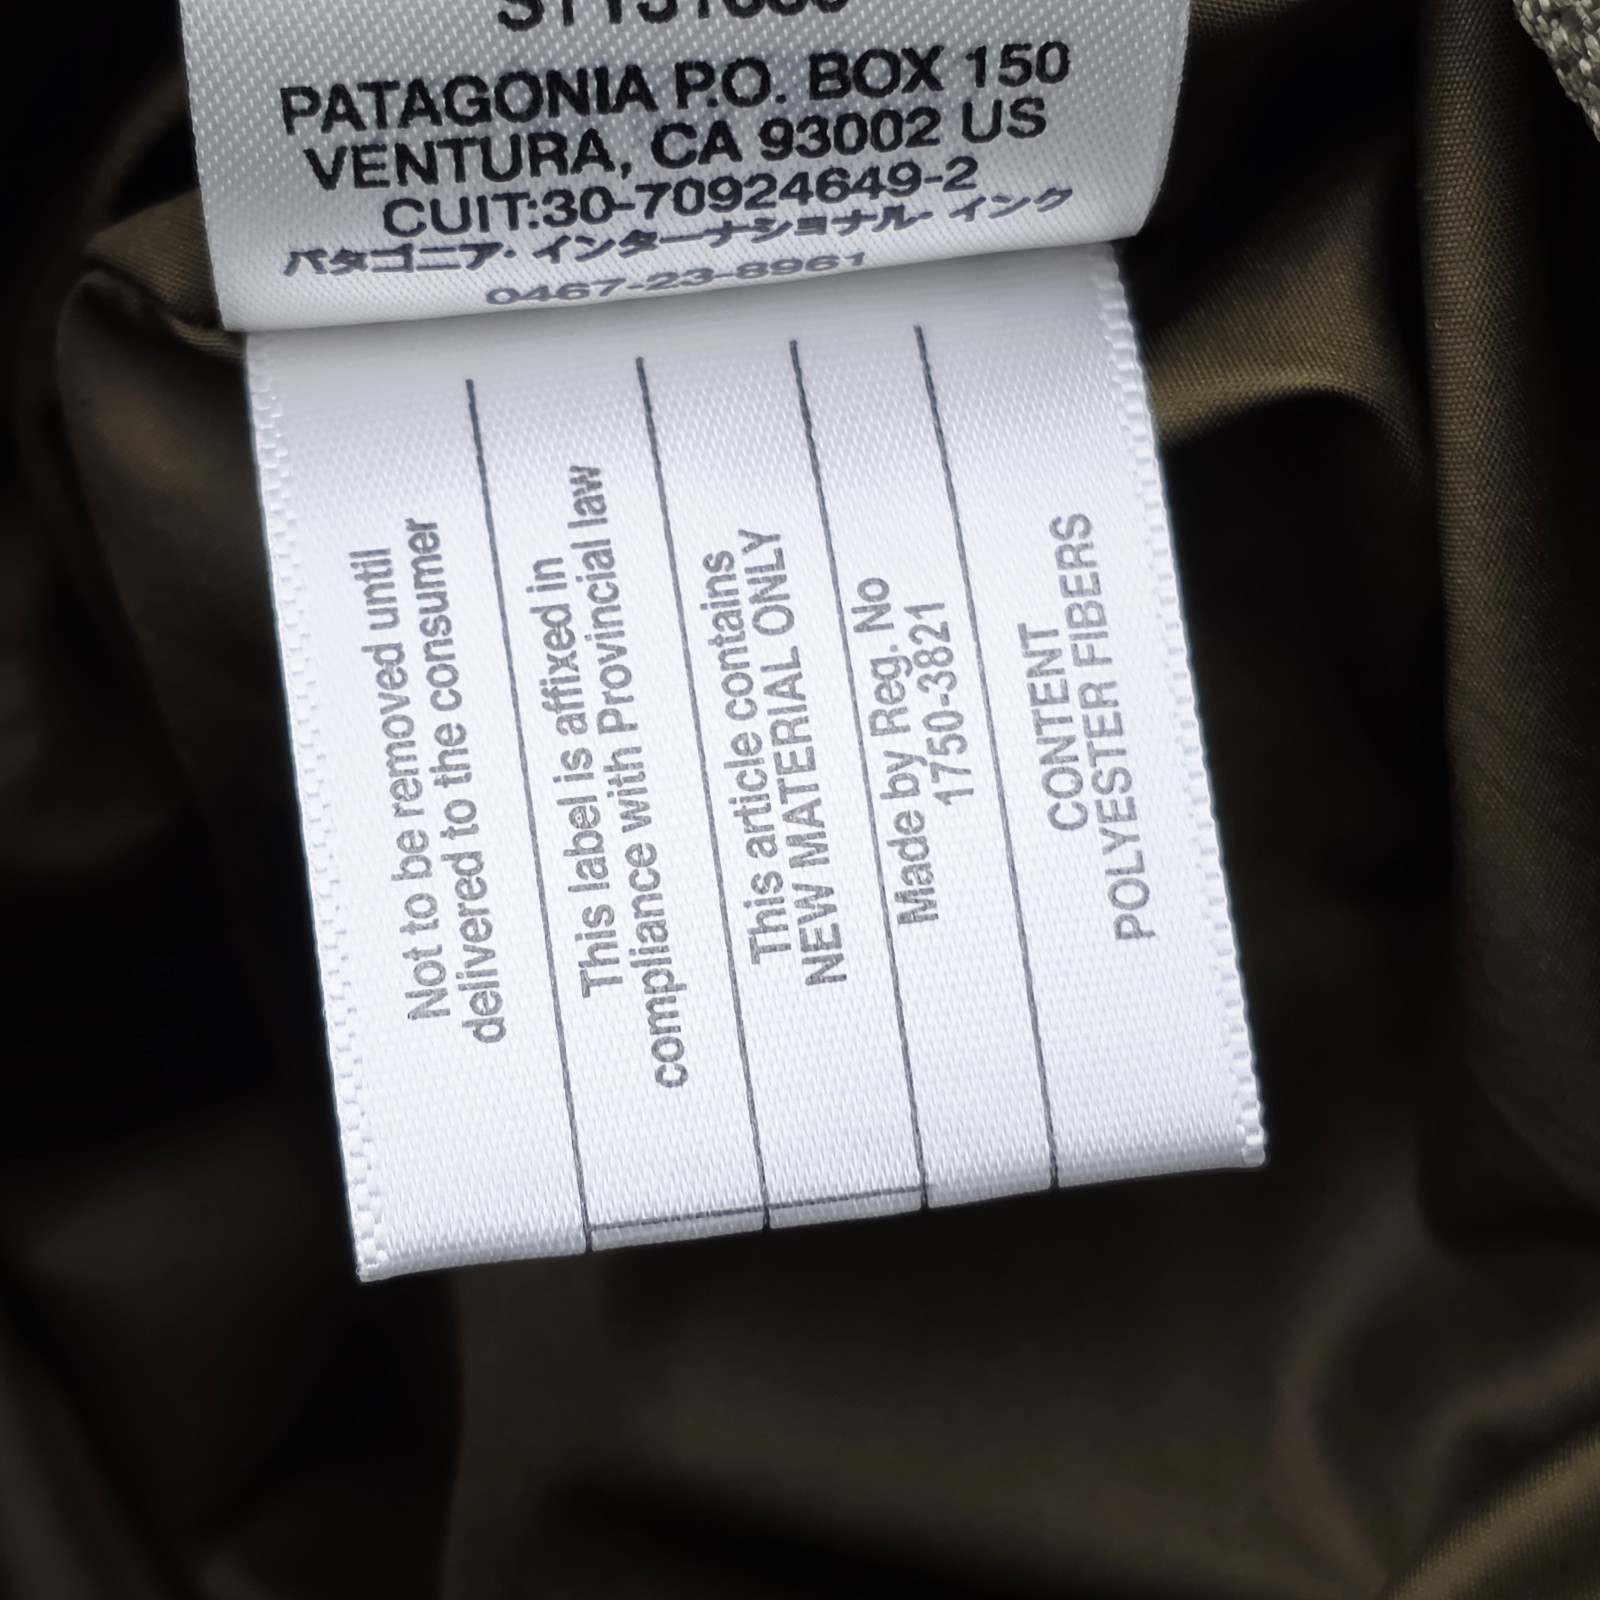 PATAGONIA P.O. BOX 150
VENTURA, CA 93002 US
CUIT:30-70924649-2
パタゴニア・インターナショナル・インク
0467-23-8961
Not to be removed until
delivered to the consumer
This label is affixed in
compliance with Provincial law
This article contains
NEW MATERIAL ONLY
Made by Reg. No
1750-3821
CONTENT
POLYESTER FIBERS